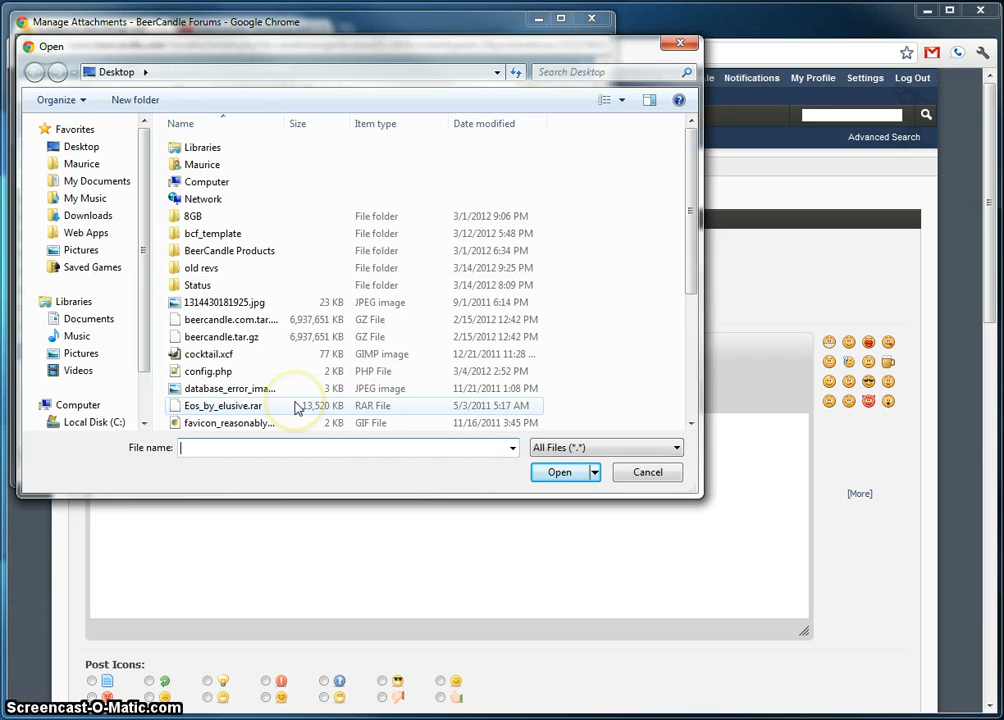 Manage Attachments - BeerCandle Forums - Google Chrome
Open
Desktop
Search Desktop
Notifications My Profile Settings Log Out
Organize New folder
Advanced Search
Name Size Item type Date modified
Favorites
Desktop
Maurice
My Documents
My Music
Downloads
Web Apps
Pictures
Saved Games
Libraries
Documents
Music
Pictures
Videos
Computer
Local Disk (C:)
Libraries
Maurice
Computer
Network
8GB File folder 3/1/2012 9:06 PM
bcf_template File folder 3/12/2012 5:48 PM
BeerCandle Products File folder 3/1/2012 6:34 PM
old revs File folder 3/14/2012 9:25 PM
Status File folder 3/14/2012 8:09 PM
1314430181925.jpg 23 KB JPEG image 9/1/2011 6:14 PM
beercandle.com.tar.... 6,937,651 KB GZ File 2/15/2012 12:42 PM
beercandle.tar.gz 6,937,651 KB GZ File 2/15/2012 12:42 PM
cocktail.xcf 77 KB GIMP image 12/21/2011 11:28 ...
config.php 2 KB PHP File 3/4/2012 2:52 PM
database_error_ima... 3 KB JPEG image 11/21/2011 1:08 PM
Eos_by_elusive.rar 13,520 KB RAR File 5/3/2011 5:17 AM
favicon_reasonably... 2 KB GIF File 11/16/2011 3:45 PM
File name: All Files (*.*)
Open Cancel
[More]
Post Icons:
Screencast-O-Matic.com